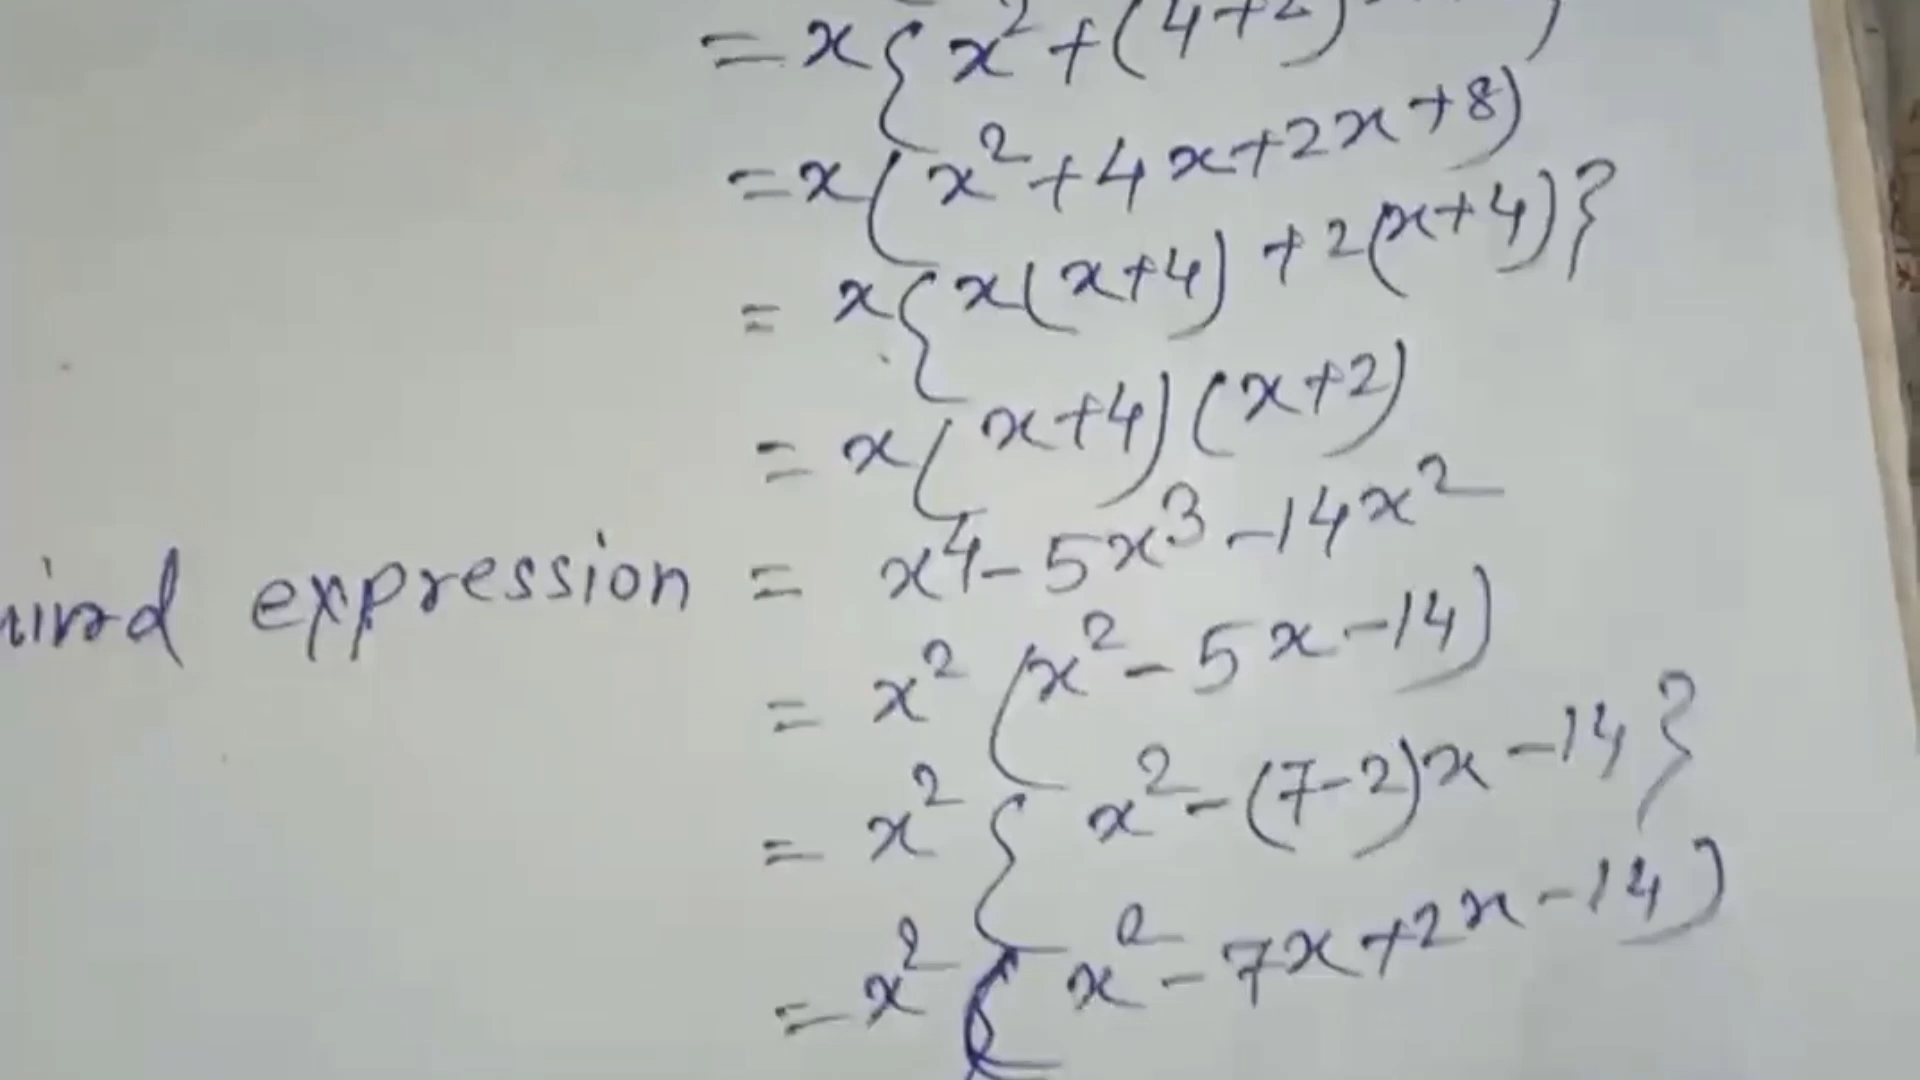 = x{x² + (4+2)
= x(x² + 4x + 2x + 8)
= x{x(x+4) + 2(x+4)}
= x(x+4)(x+2)
expression = x⁴ - 5x³ - 14x²
= x²(x² - 5x - 14)
= x²{x² - (7-2)x - 14}
= x²(x² - 7x + 2x - 14)